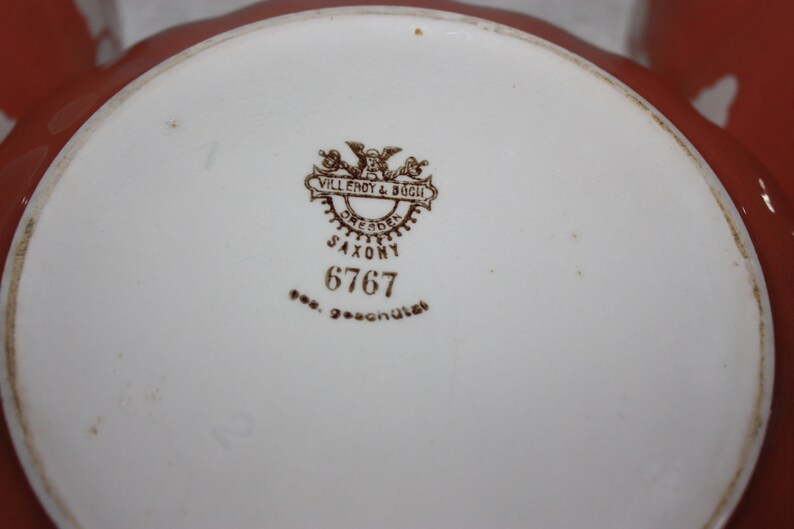 VILLEROY & BOCH
DRESDEN
SAXONY
6767
ges. geschützt